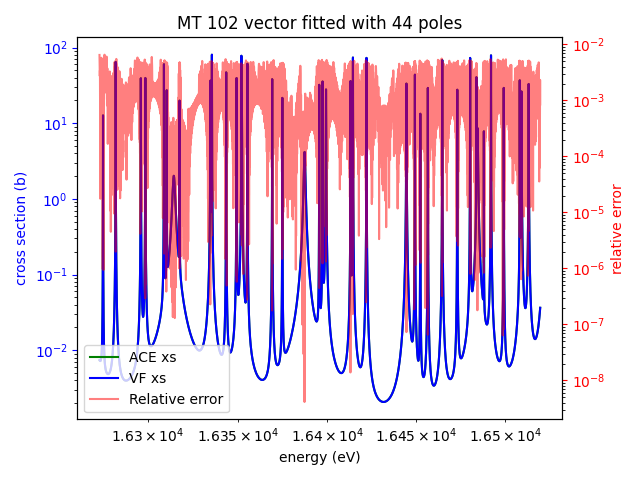 MT 102 vector fitted with 44 poles
10²
10¹
10⁰
10⁻¹
10⁻²
cross section (b)
10⁻²
10⁻³
10⁻⁴
10⁻⁵
10⁻⁶
10⁻⁷
10⁻⁸
relative error
ACE xs
VF xs
Relative error
1.63 × 10⁴ 1.635 × 10⁴ 1.64 × 10⁴ 1.645 × 10⁴ 1.65 × 10⁴
energy (eV)